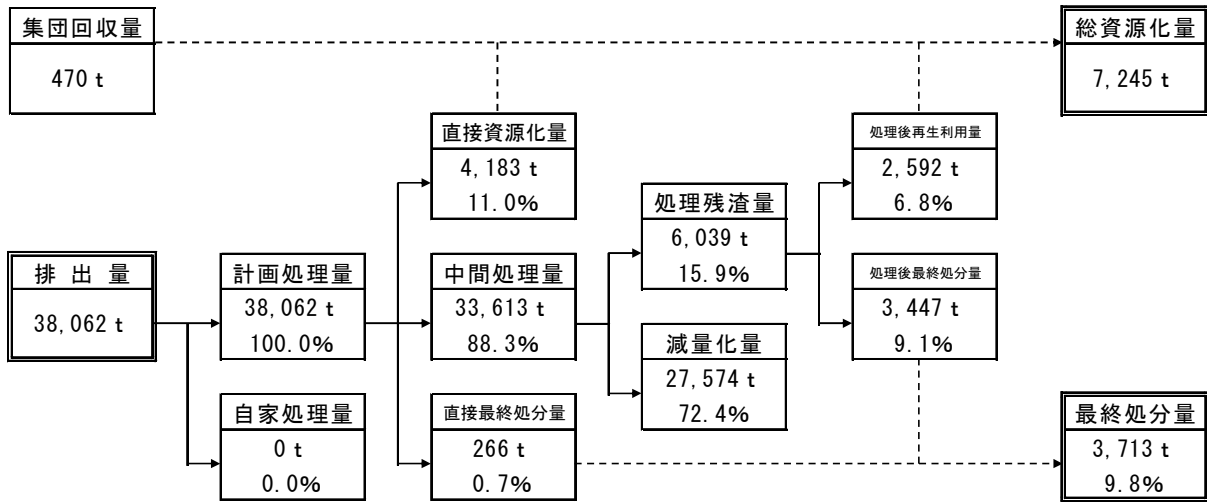 集団回収量
470 t
総資源化量
7,245 t
直接資源化量
4,183 t
11.0%
処理後再生利用量
2,592 t
6.8%
処理残渣量
6,039 t
15.9%
排出量
38,062 t
計画処理量
38,062 t
100.0%
中間処理量
33,613 t
88.3%
処理後最終処分量
3,447 t
9.1%
減量化量
27,574 t
72.4%
自家処理量
0 t
0.0%
直接最終処分量
266 t
0.7%
最終処分量
3,713 t
9.8%